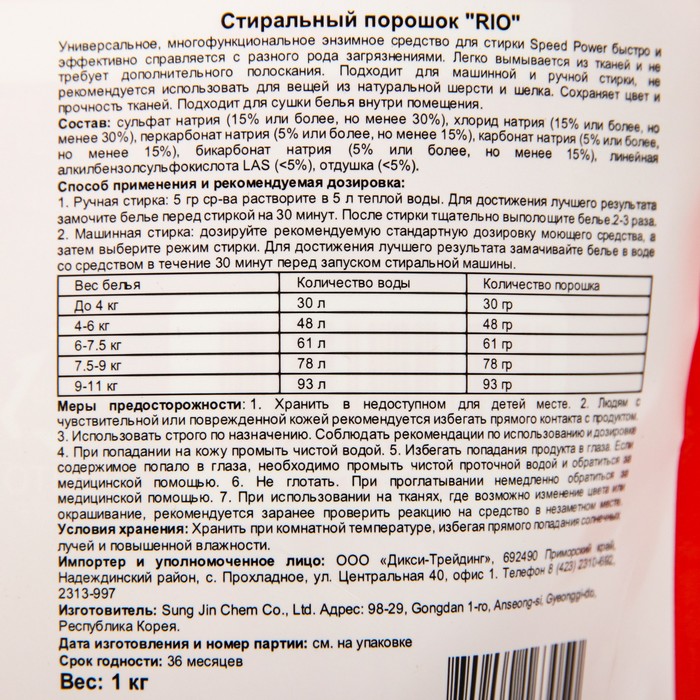 Стиральный порошок "RIO"
Универсальное, многофункциональное энзимное средство для стирки Speed Power быстро и
эффективно справляется с разного рода загрязнениями. Легко вымывается из тканей и не
требует дополнительного полоскания. Подходит для машинной и ручной стирки, не
рекомендуется использовать для вещей из натуральной шерсти и шелка. Сохраняет цвет и
прочность тканей. Подходит для сушки белья внутри помещения.
Состав: сульфат натрия (15% или более, но менее 30%), хлорид натрия (15% или более, но
менее 30%), перкарбонат натрия (5% или более, но менее 15%), карбонат натрия (5% или более,
но менее 15%), бикарбонат натрия (5% или более, но менее 15%), линейная
алкилбензолсульфокислота LAS (<5%), отдушка (<5%).
Способ применения и рекомендуемая дозировка:
1. Ручная стирка: 5 гр ср-ва растворите в 5 л теплой воды. Для достижения лучшего результата
замочите белье перед стиркой на 30 минут. После стирки тщательно выполощите белье 2-3 раза.
2. Машинная стирка: дозируйте рекомендуемую стандартную дозировку моющего средства, а
затем выберите режим стирки. Для достижения лучшего результата замачивайте белье в воде
со средством в течение 30 минут перед запуском стиральной машины.
Вес белья Количество воды Количество порошка
До 4 кг 30 л 30 гр
4-6 кг 48 л 48 гр
6-7.5 кг 61 л 61 гр
7.5-9 кг 78 л 78 гр
9-11 кг 93 л 93 гр
Меры предосторожности: 1. Хранить в недоступном для детей месте. 2. Людям с
чувствительной или поврежденной кожей рекомендуется избегать прямого контакта с продуктом.
3. Использовать строго по назначению. Соблюдать рекомендации по использованию и дозировке
4. При попадании на кожу промыть чистой водой. 5. Избегать попадания продукта в глаза. Если
содержимое попало в глаза, необходимо промыть чистой проточной водой и обратиться за
медицинской помощью. 6. Не глотать. При проглатывании немедленно обратиться за
медицинской помощью. 7. При использовании на тканях, где возможно изменение цвета или
окрашивание, рекомендуется заранее проверить реакцию на средство в незаметном месте.
Условия хранения: Хранить при комнатной температуре, избегая прямого попадания солнечных
лучей и повышенной влажности.
Импортер и уполномоченное лицо: ООО «Дикси-Трейдинг», 692490 Приморский край,
Надеждинский район, с. Прохладное, ул. Центральная 40, офис 1. Телефон 8 (423) 2310-692,
2313-997
Изготовитель: Sung Jin Chem Co., Ltd. Адрес: 98-29, Gongdan 1-ro, Anseong-si, Gyeonggi-do,
Республика Корея.
Дата изготовления и номер партии: см. на упаковке
Срок годности: 36 месяцев
Вес: 1 кг